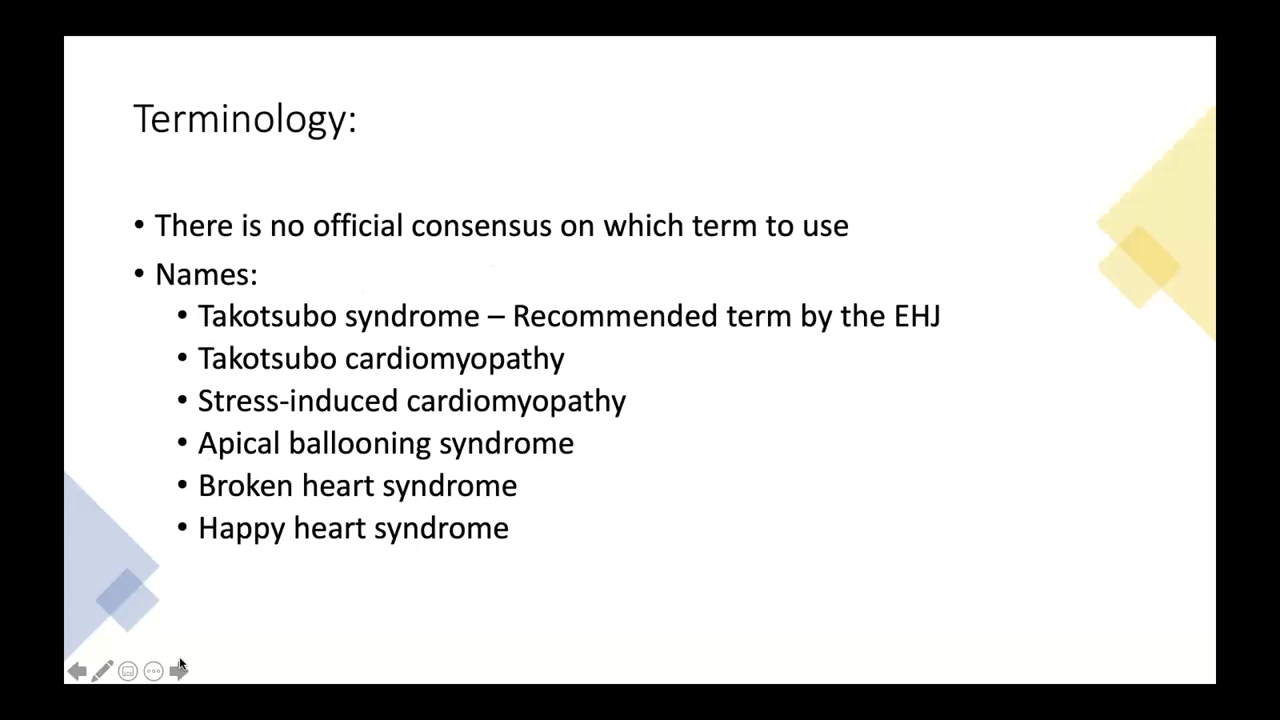 Terminology:
• There is no official consensus on which term to use
• Names:
• Takotsubo syndrome – Recommended term by the EHJ
• Takotsubo cardiomyopathy
• Stress-induced cardiomyopathy
• Apical ballooning syndrome
• Broken heart syndrome
• Happy heart syndrome